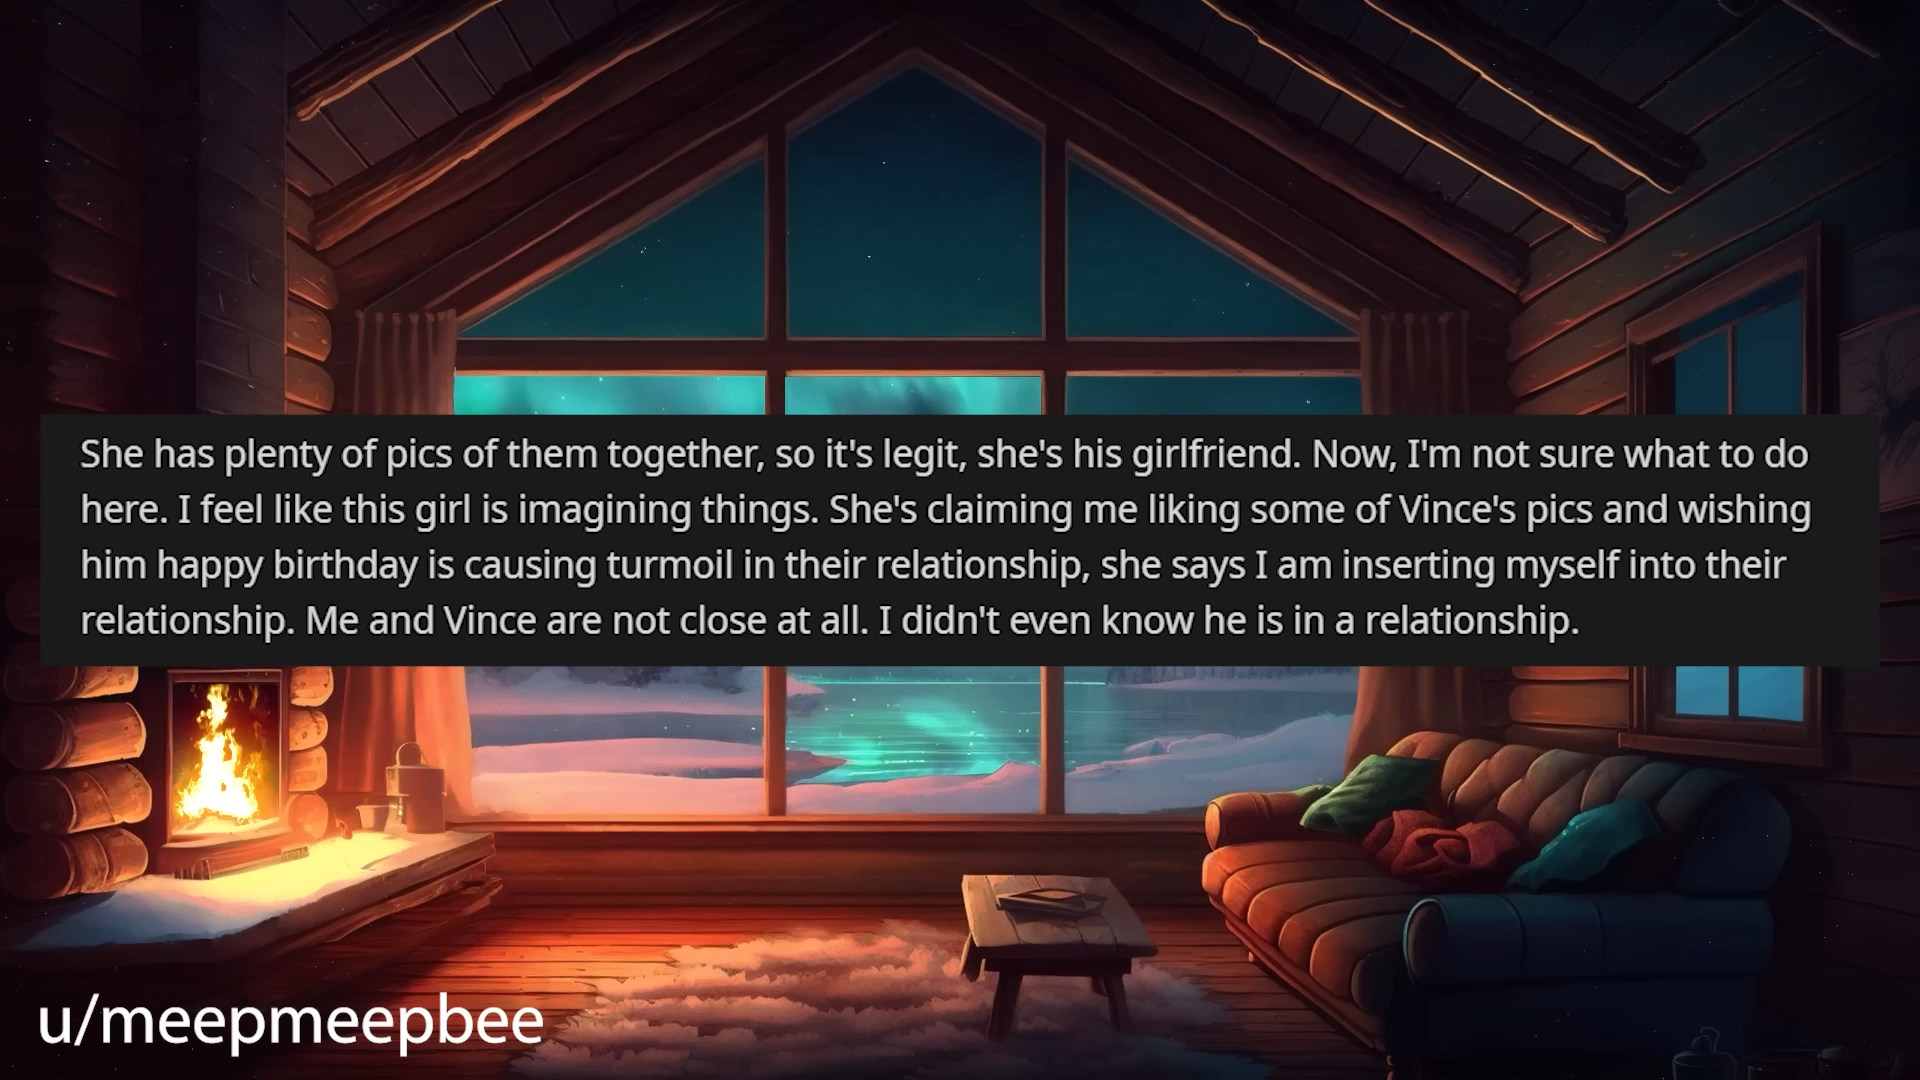 She has plenty of pics of them together, so it's legit, she's his girlfriend. Now, I'm not sure what to do
here. I feel like this girl is imagining things. She's claiming me liking some of Vince's pics and wishing
him happy birthday is causing turmoil in their relationship, she says I am inserting myself into their
relationship. Me and Vince are not close at all. I didn't even know he is in a relationship.
u/meepmeepbee